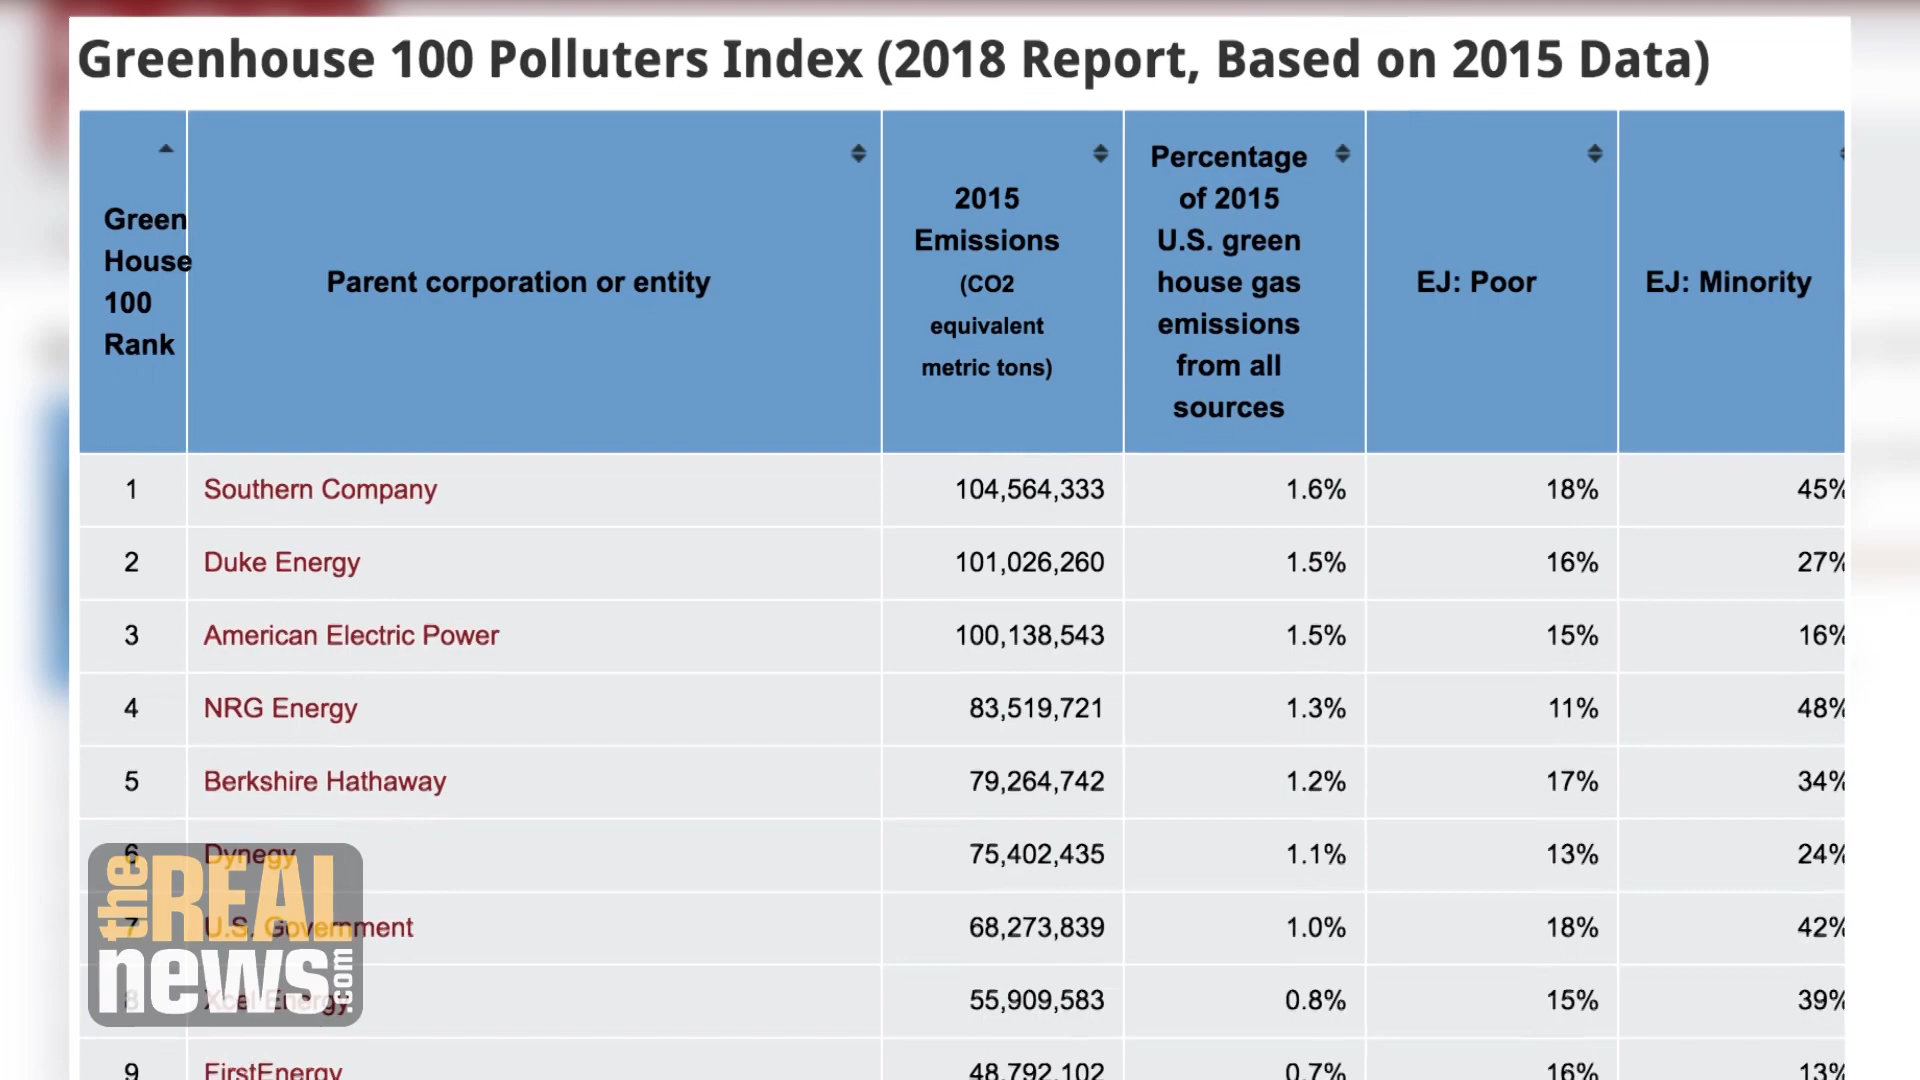 Greenhouse 100 Polluters Index (2018 Report, Based on 2015 Data)
Green House 100 Rank
Parent corporation or entity
2015 Emissions (CO2 equivalent metric tons)
Percentage of 2015 U.S. green house gas emissions from all sources
EJ: Poor
EJ: Minority
1 Southern Company 104,564,333 1.6% 18% 45%
2 Duke Energy 101,026,260 1.5% 16% 27%
3 American Electric Power 100,138,543 1.5% 15% 16%
4 NRG Energy 83,519,721 1.3% 11% 48%
5 Berkshire Hathaway 79,264,742 1.2% 17% 34%
6 Dynegy 75,402,435 1.1% 13% 24%
7 U.S. Government 68,273,839 1.0% 18% 42%
8 Xcel Energy 55,909,583 0.8% 15% 39%
9 FirstEnergy 48,792,102 0.7% 16% 13%
the REAL
news.com